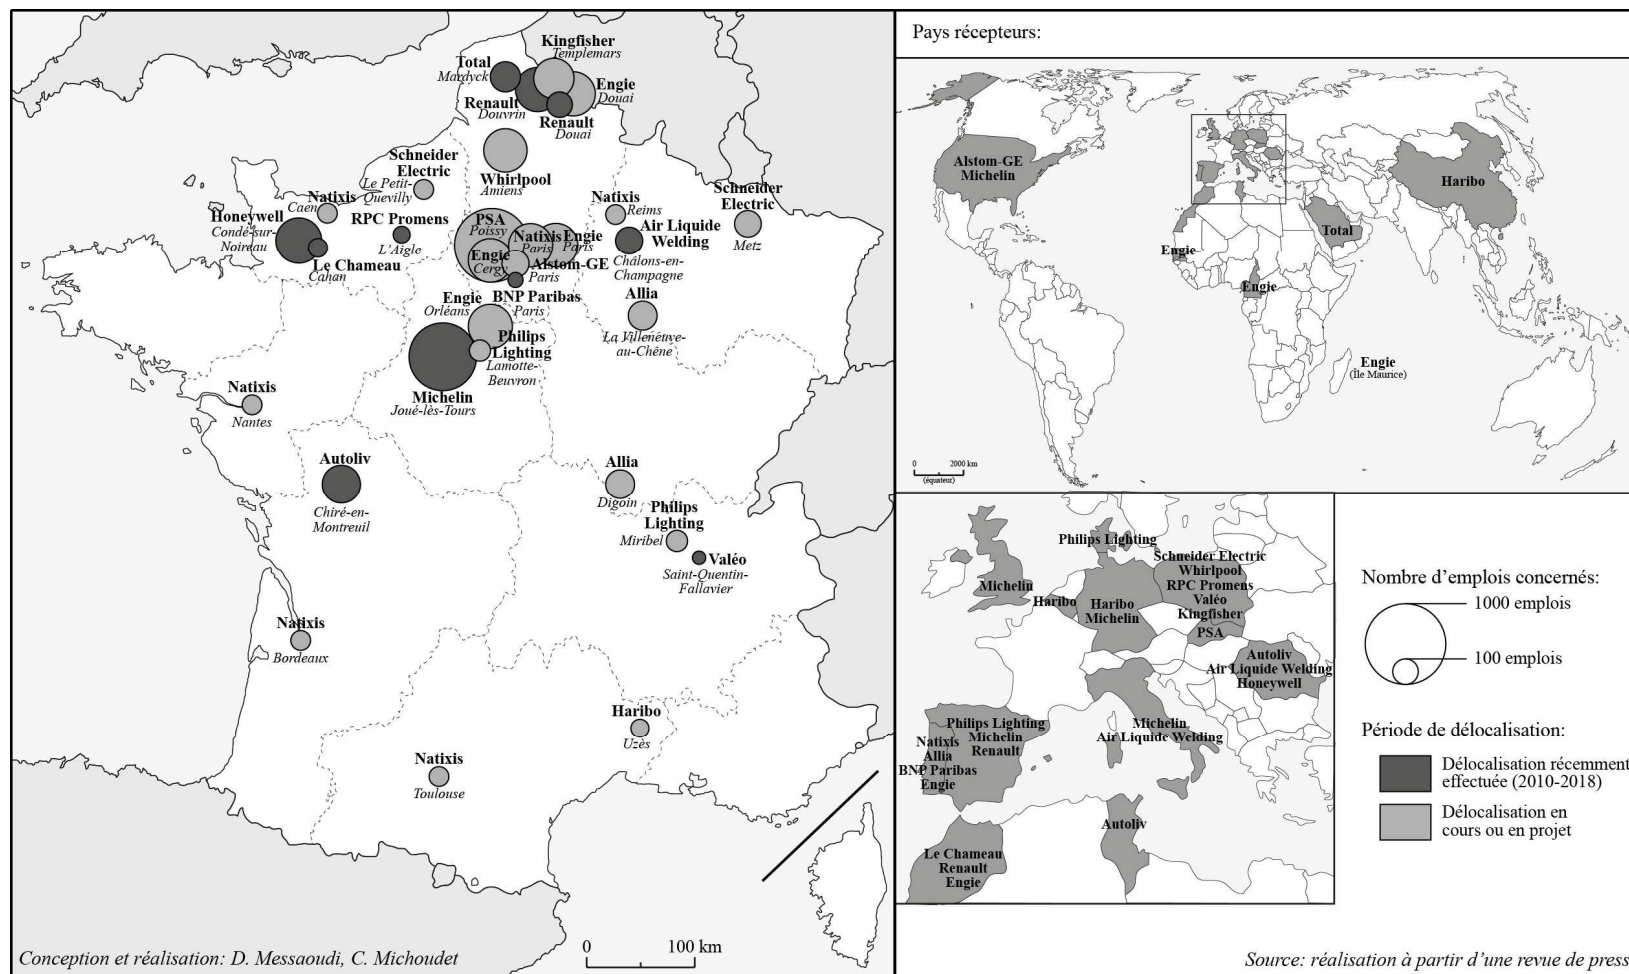 Kingfisher
Templemars
Total
Mardyck
Engie
Douai
Renault
Douvrin
Renault
Douai
Schneider
Electric
Le Petit-
Quevilly
Whirlpool
Amiens
Natixis
Caen
Natixis
Reims
Schneider
Electric
Metz
Honeywell
Condé-sur-
Noireau
RPC Promens
L'Aigle
PSA
Poissy
Natixis
Paris
Engie
Paris
Air Liquide
Welding
Châlons-en-
Champagne
Le Chameau
Cahan
Engie
Cergy
Alstom-GE
Paris
BNP Paribas
Paris
Engie
Orléans
Allia
La Villeneuve-
au-Chêne
Philips
Lighting
Lamotte-
Beuvron
Natixis
Nantes
Michelin
Joué-lès-Tours
Autoliv
Chiré-en-
Montreuil
Allia
Digoin
Philips
Lighting
Miribel
Valéo
Saint-Quentin-
Fallavier
Natixis
Bordeaux
Haribo
Uzès
Natixis
Toulouse
0 100 km
Conception et réalisation: D. Messaoudi, C. Michoudet
Pays récepteurs:
Alstom-GE
Michelin
Haribo
Total
Engie
Engie
Engie
(Île Maurice)
0 2000 km
(équateur)
Philips Lighting
Schneider Electric
Whirlpool
RPC Promens
Valéo
Kingfisher
Michelin
Haribo
Haribo
Michelin
PSA
Autoliv
Air Liquide Welding
Honeywell
Philips Lighting
Michelin
Renault
Michelin
Air Liquide Welding
Natixis
Allia
BNP Paribas
Engie
Autoliv
Le Chameau
Renault
Engie
Nombre d'emplois concernés:
1000 emplois
100 emplois
Période de délocalisation:
Délocalisation récemment
effectuée (2010-2018)
Délocalisation en
cours ou en projet
Source: réalisation à partir d'une revue de press